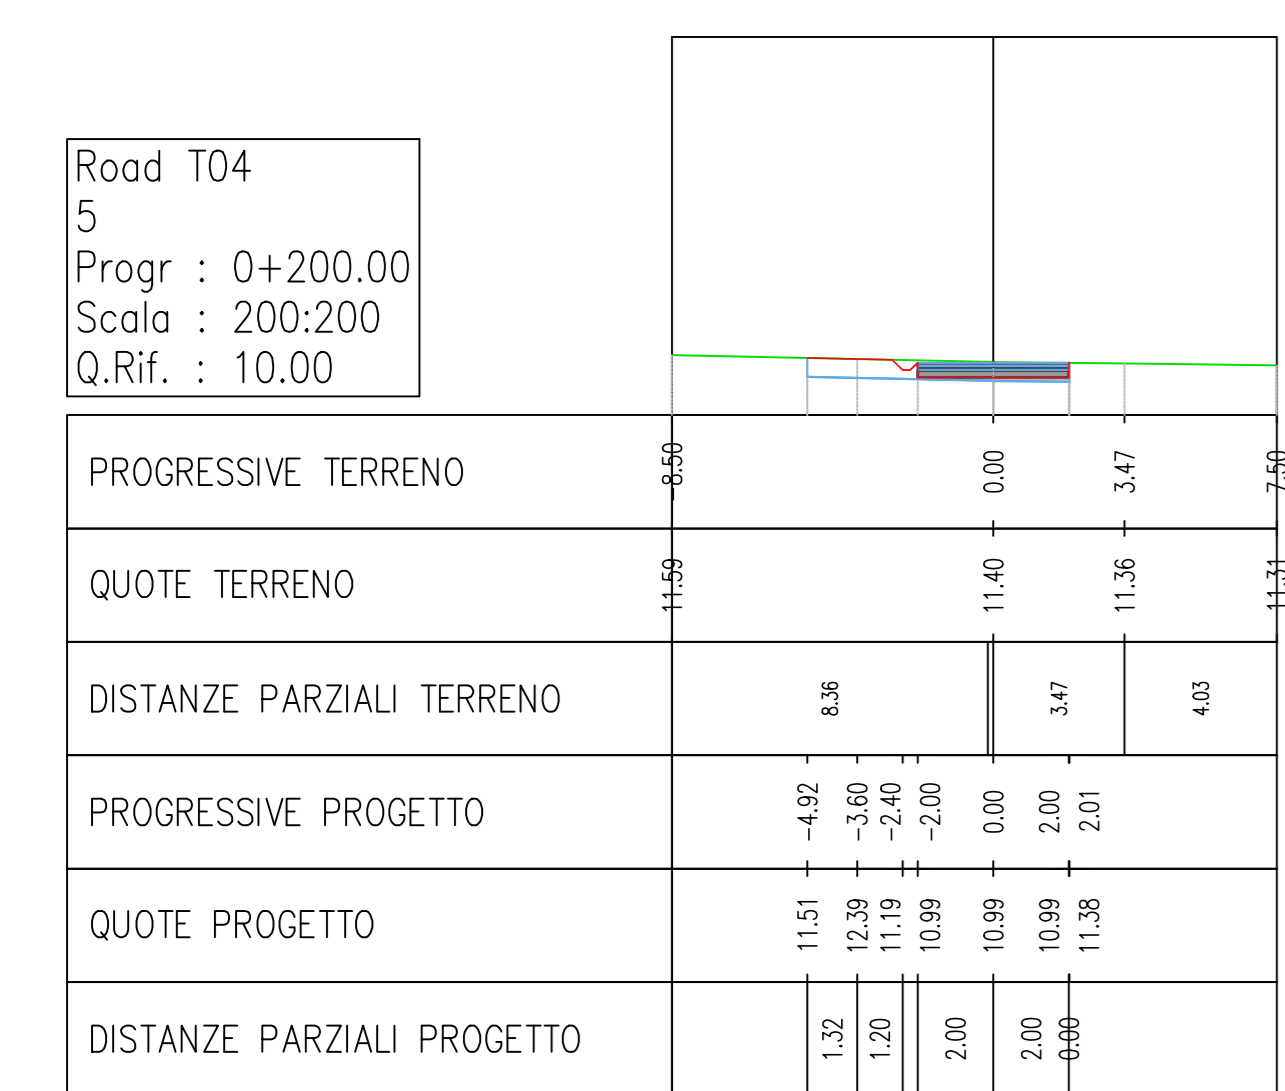 Road T04
5
Progr : 0+200.00
Scala : 200:200
Q.Rif. : 10.00
PROGRESSIVE TERRENO -8.50 0.00 3.47 7.50
QUOTE TERRENO 11.59 11.40 11.36 11.31
DISTANZE PARZIALI TERRENO 8.36 3.47 4.03
PROGRESSIVE PROGETTO -4.92 -3.60 -2.40 -2.00 0.00 2.00 2.01
QUOTE PROGETTO 11.51 12.39 11.19 10.99 10.99 10.99 11.38
DISTANZE PARZIALI PROGETTO 1.32 1.20 2.00 2.00 0.00